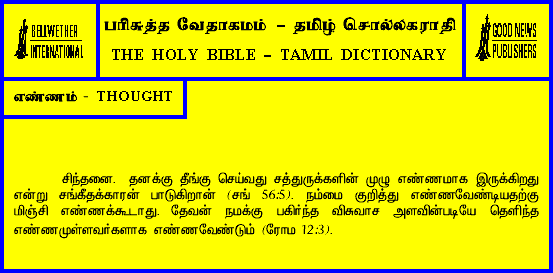 BELLWETHER
INTERNATIONAL
பரிசுத்த வேதாகமம் – தமிழ் சொல்லகராதி
THE HOLY BIBLE – TAMIL DICTIONARY
GOOD NEWS
PUBLISHERS
எண்ணம் - THOUGHT
சிந்தனை. தனக்கு தீங்கு செய்வது சத்துருக்களின் முழு எண்ணமாக இருக்கிறது
என்று சங்கீதக்காரன் பாடுகிறான் (சங் 56:5). நம்மை குறித்து எண்ணவேண்டியதற்கு
மிஞ்சி எண்ணக்கூடாது. தேவன் நமக்கு பகிர்ந்த விசுவாச அளவின்படியே தெளிந்த
எண்ணமுள்ளவர்களாக எண்ணவேண்டும் (ரோம 12:3).